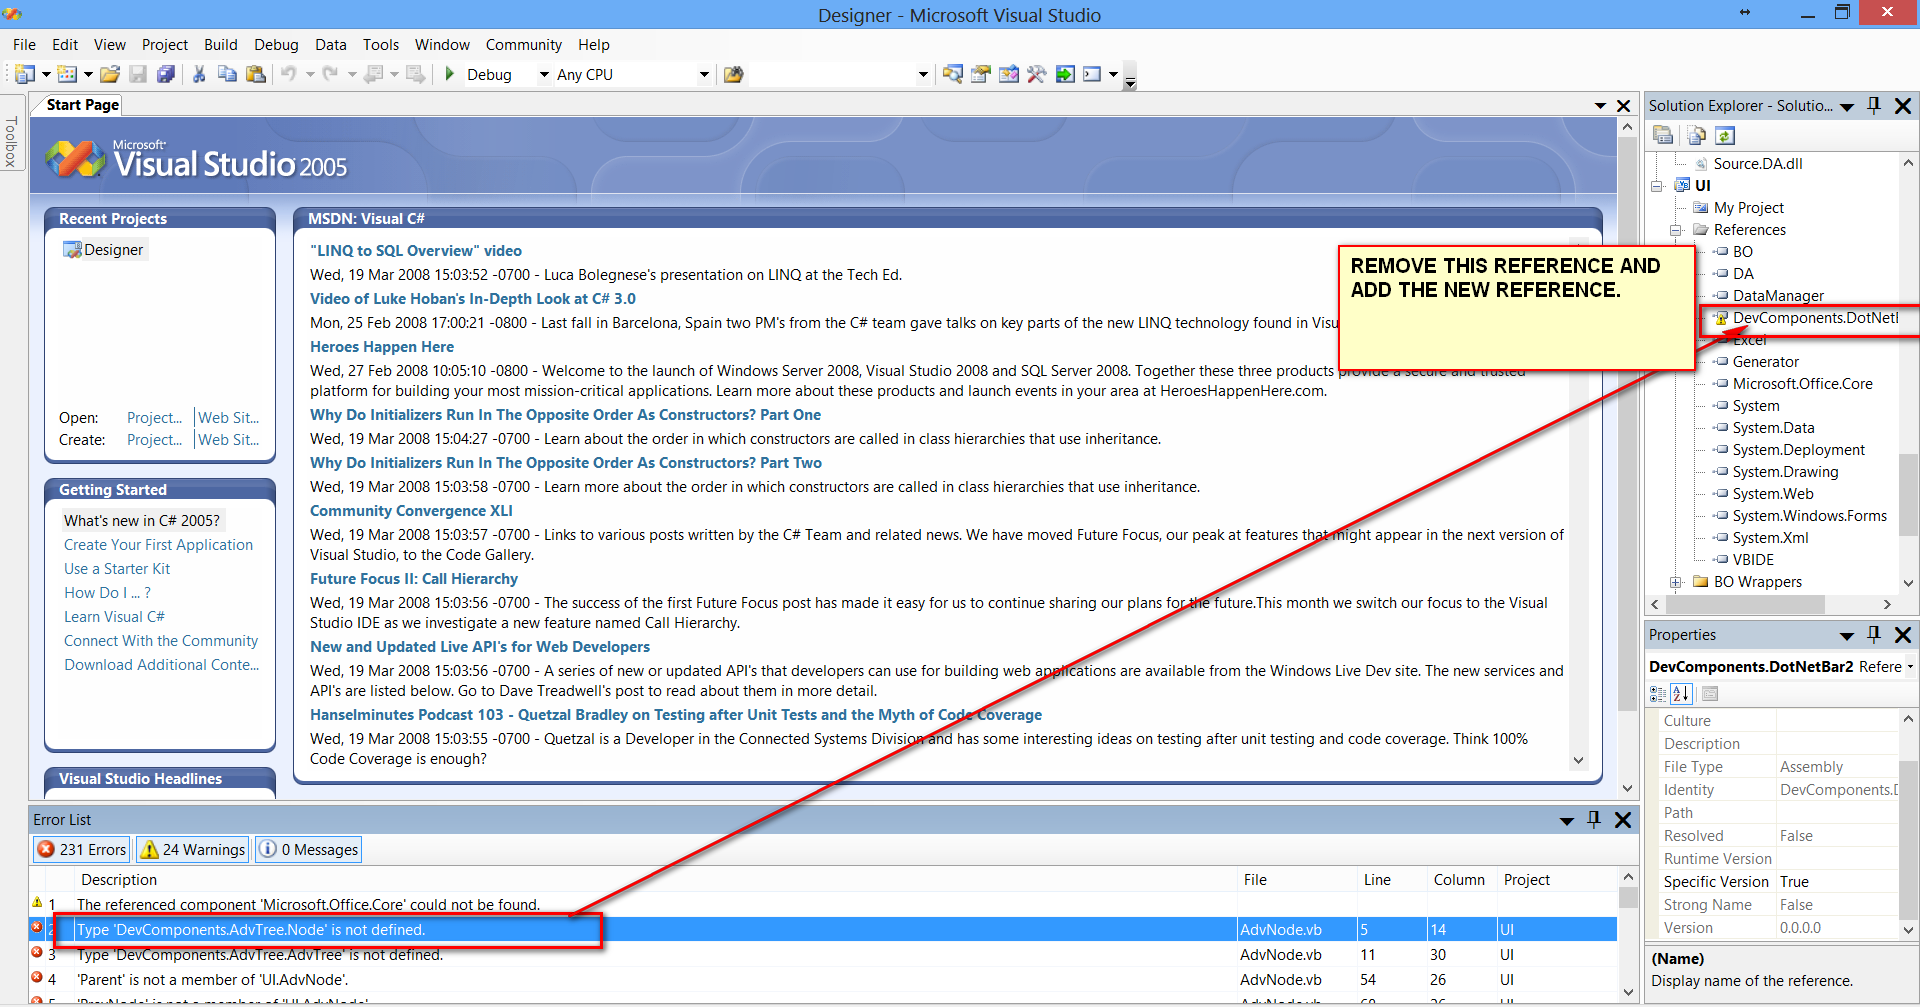 Designer - Microsoft Visual Studio
File Edit View Project Build Debug Data Tools Window Community Help
Debug Any CPU
Toolbox
Start Page
Microsoft
Visual Studio 2005
Recent Projects
Designer
Open: Project... Web Sit...
Create: Project... Web Sit...
Getting Started
What's new in C# 2005?
Create Your First Application
Use a Starter Kit
How Do I ... ?
Learn Visual C#
Connect With the Community
Download Additional Conte...
Visual Studio Headlines
MSDN: Visual C#
"LINQ to SQL Overview" video
Wed, 19 Mar 2008 15:03:52 -0700 - Luca Bolegnese's presentation on LINQ at the Tech Ed.
Video of Luke Hoban's In-Depth Look at C# 3.0
Mon, 25 Feb 2008 17:00:21 -0800 - Last fall in Barcelona, Spain two PM's from the C# team gave talks on key parts of the new LINQ technology found in Visu
Heroes Happen Here
Wed, 27 Feb 2008 10:05:10 -0800 - Welcome to the launch of Windows Server 2008, Visual Studio 2008 and SQL Server 2008. Together these three products provide a secure and trusted
platform for building your most mission-critical applications. Learn more about these products and launch events in your area at HeroesHappenHere.com.
Why Do Initializers Run In The Opposite Order As Constructors? Part One
Wed, 19 Mar 2008 15:04:27 -0700 - Learn about the order in which constructors are called in class hierarchies that use inheritance.
Why Do Initializers Run In The Opposite Order As Constructors? Part Two
Wed, 19 Mar 2008 15:03:58 -0700 - Learn more about the order in which constructors are called in class hierarchies that use inheritance.
Community Convergence XLI
Wed, 19 Mar 2008 15:03:57 -0700 - Links to various posts written by the C# Team and related news. We have moved Future Focus, our peak at features that might appear in the next version of
Visual Studio, to the Code Gallery.
Future Focus II: Call Hierarchy
Wed, 19 Mar 2008 15:03:56 -0700 - The success of the first Future Focus post has made it easy for us to continue sharing our plans for the future.This month we switch our focus to the Visual
Studio IDE as we investigate a new feature named Call Hierarchy.
New and Updated Live API's for Web Developers
Wed, 19 Mar 2008 15:03:56 -0700 - A series of new or updated API's that developers can use for building web applications are available from the Windows Live Dev site. The new services and
API's are listed below. Go to Dave Treadwell's post to read about them in more detail.
Hanselminutes Podcast 103 - Quetzal Bradley on Testing after Unit Tests and the Myth of Code Coverage
Wed, 19 Mar 2008 15:03:55 -0700 - Quetzal is a Developer in the Connected Systems Division and has some interesting ideas on testing after unit testing and code coverage. Think 100%
Code Coverage is enough?
REMOVE THIS REFERENCE AND
ADD THE NEW REFERENCE.
Solution Explorer - Solutio...
Source.DA.dll
UI
My Project
References
BO
DA
DataManager
DevComponents.DotNetI
Excel
Generator
Microsoft.Office.Core
System
System.Data
System.Deployment
System.Drawing
System.Web
System.Windows.Forms
System.Xml
VBIDE
BO Wrappers
Properties
DevComponents.DotNetBar2 Refere
Culture
Description
File Type Assembly
Identity DevComponents.D
Path
Resolved False
Runtime Version
Specific Version True
Strong Name False
Version 0.0.0.0
(Name)
Display name of the reference.
Error List
231 Errors 24 Warnings 0 Messages
Description File Line Column Project
1 The referenced component 'Microsoft.Office.Core' could not be found.
2 Type 'DevComponents.AdvTree.Node' is not defined. AdvNode.vb 5 14 UI
3 Type 'DevComponents.AdvTree.AdvTree' is not defined. AdvNode.vb 11 30 UI
4 'Parent' is not a member of 'UI.AdvNode'. AdvNode.vb 54 26 UI
5 'PrevNode' is not a member of 'UI.AdvNode'.